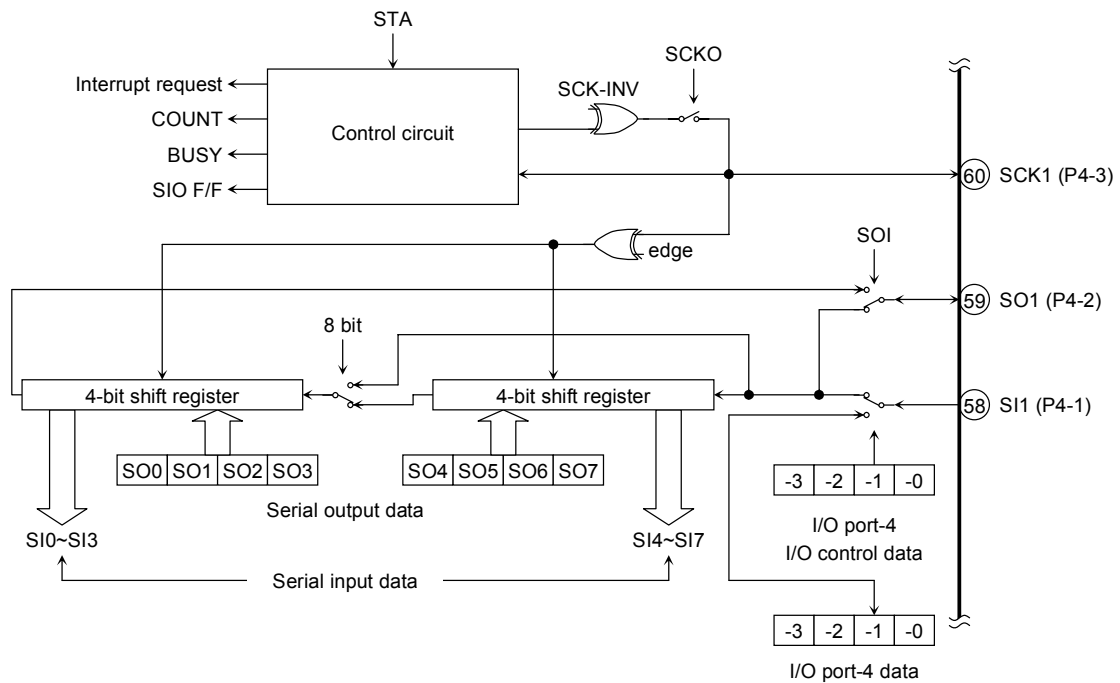 STA
SCKO
Interrupt request
SCK-INV
COUNT
Control circuit
BUSY
SIO F/F
60 SCK1 (P4-3)
edge
SOI
59 SO1 (P4-2)
8 bit
4-bit shift register
4-bit shift register
58 SI1 (P4-1)
SO0 SO1 SO2 SO3
SO4 SO5 SO6 SO7
-3 -2 -1 -0
Serial output data
I/O port-4
I/O control data
SI0~SI3
SI4~SI7
Serial input data
-3 -2 -1 -0
I/O port-4 data